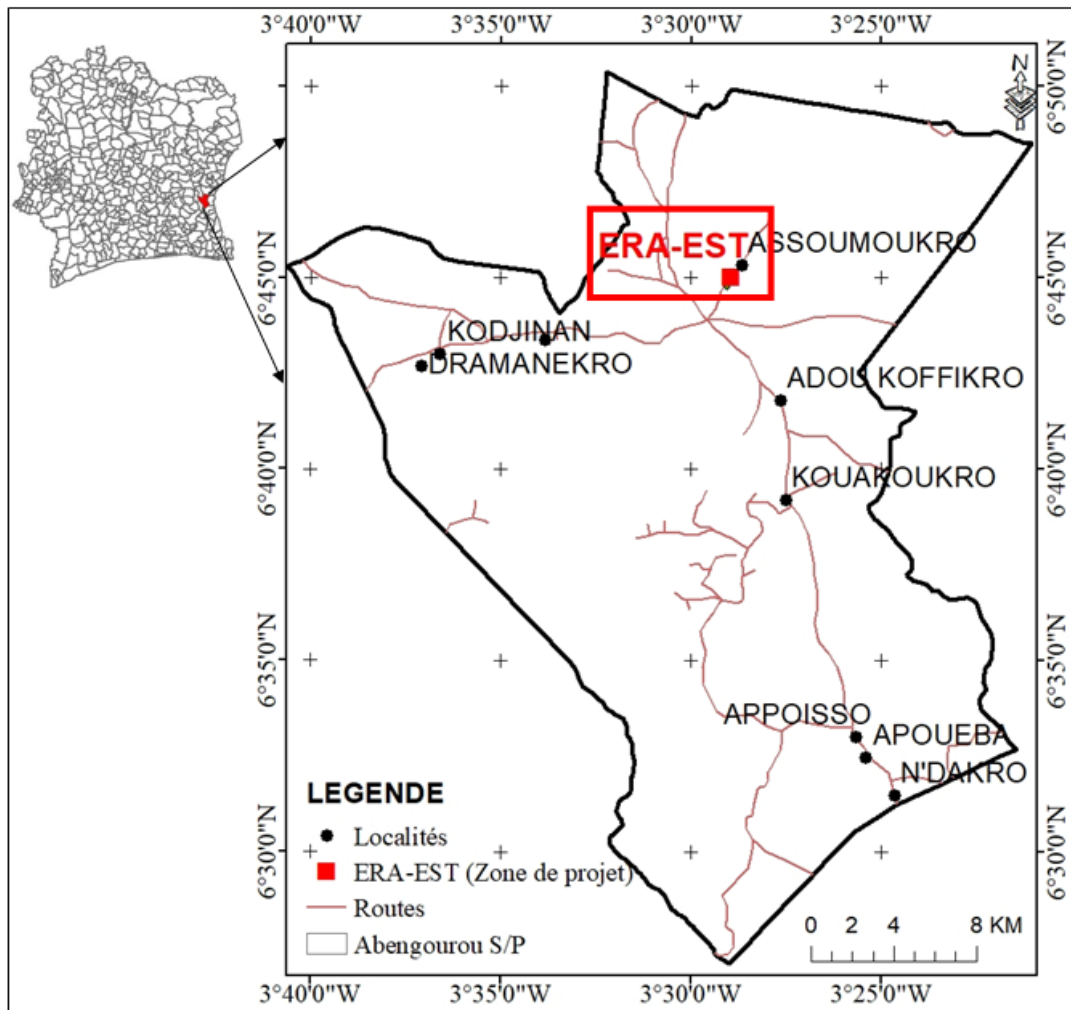 3°40'0"W 3°35'0"W 3°30'0"W 3°25'0"W
N
6°50'0"N 6°50'0"N
ERA-EST ASSOUMOUKRO
6°45'0"N 6°45'0"N
KODJINAN
DRAMANEKRO
ADOU KOFFIKRO
6°40'0"N 6°40'0"N
KOUAKOUKRO
6°35'0"N 6°35'0"N
APPOISSO
APOUEBA
N'DAKRO
LEGENDE
Localités
6°30'0"N 6°30'0"N
ERA-EST (Zone de projet)
Routes
0 2 4 8 KM
Abengourou S/P
3°40'0"W 3°35'0"W 3°30'0"W 3°25'0"W